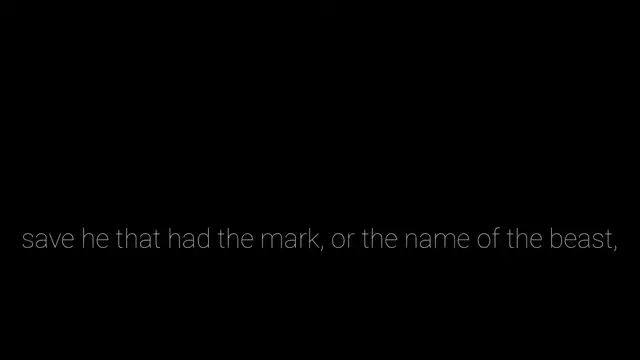 save he that had the mark, or the name of the beast,